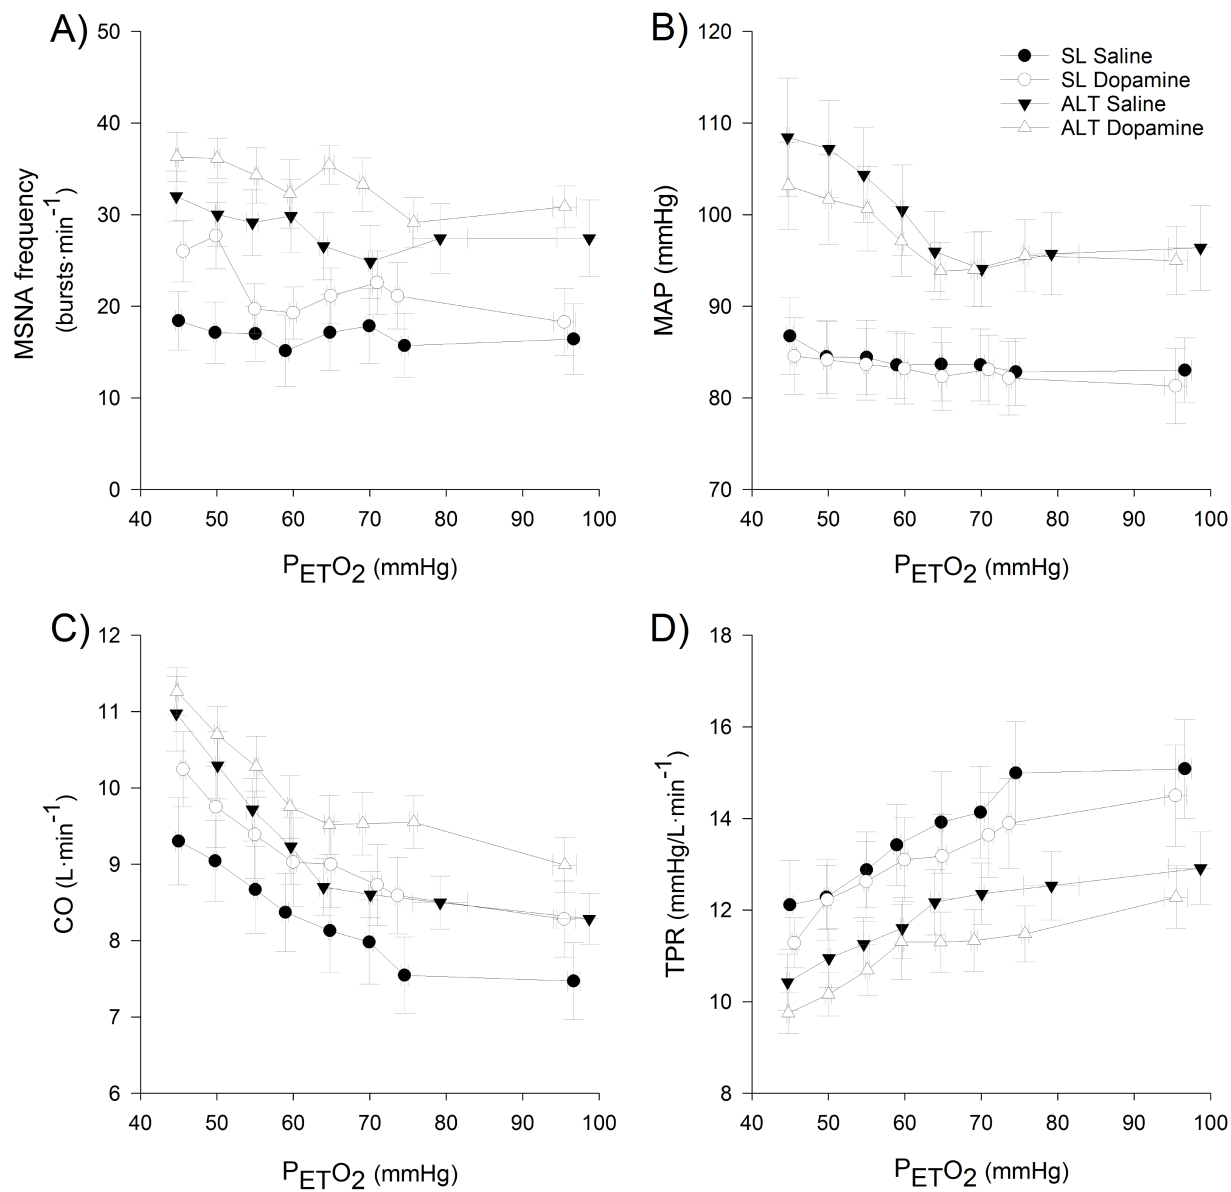 A)
50
40
30
20
10
0
MSNA frequency
(bursts·min⁻¹)
40 50 60 70 80 90 100
PETO2 (mmHg)
B)
120
110
100
90
80
70
MAP (mmHg)
SL Saline
SL Dopamine
ALT Saline
ALT Dopamine
40 50 60 70 80 90 100
PETO2 (mmHg)
C)
12
11
10
9
8
7
6
CO (L·min⁻¹)
40 50 60 70 80 90 100
PETO2 (mmHg)
D)
18
16
14
12
10
8
TPR (mmHg/L·min⁻¹)
40 50 60 70 80 90 100
PETO2 (mmHg)